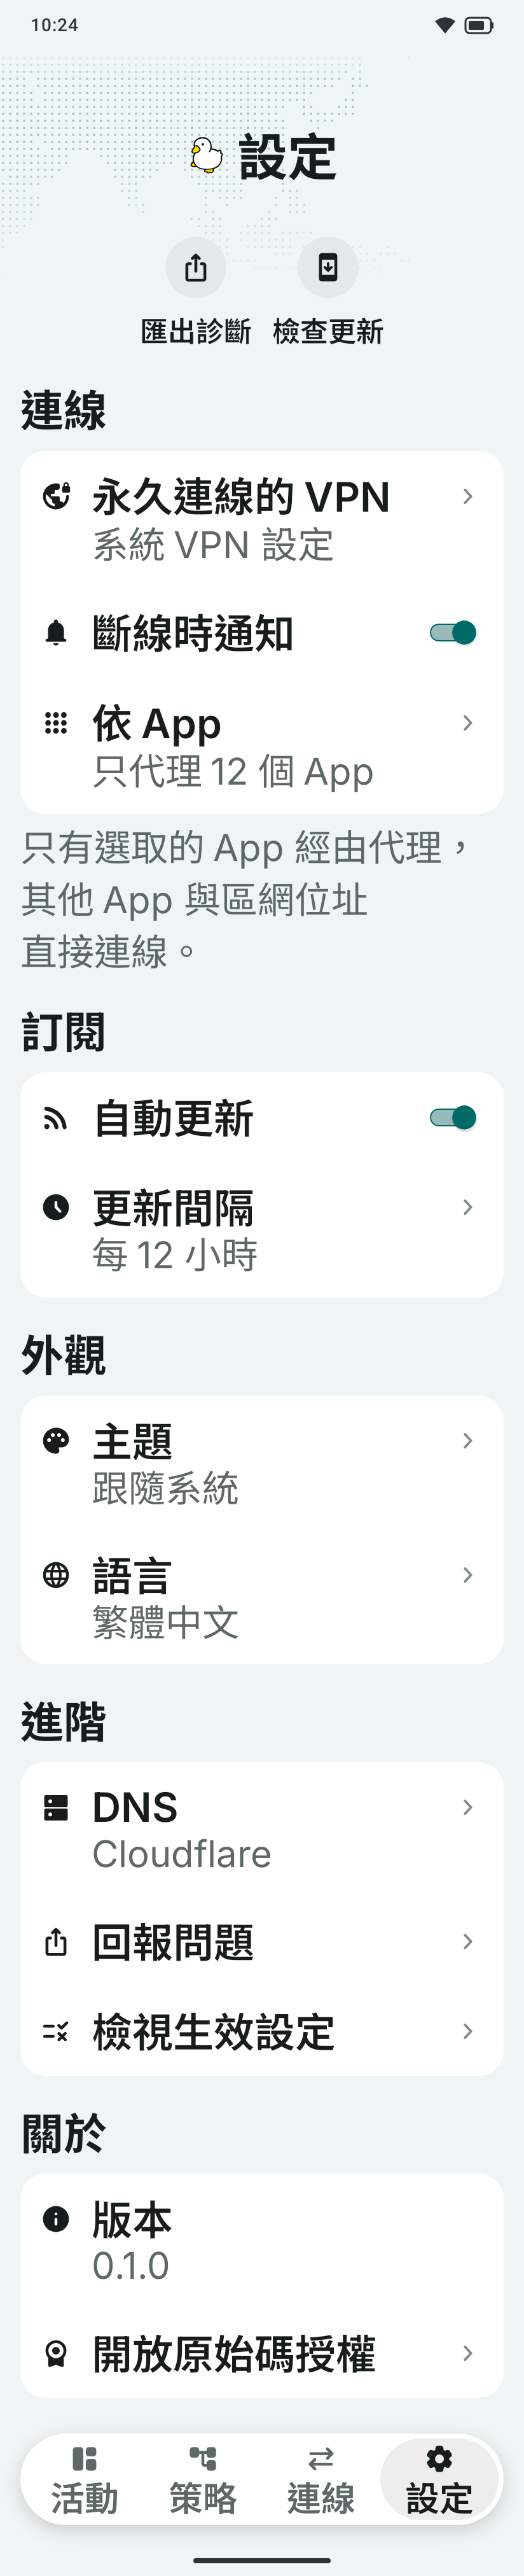 10:24
設定
匯出診斷
檢查更新
連線
永久連線的 VPN
系統 VPN 設定
斷線時通知
依 App
只代理 12 個 App
只有選取的 App 經由代理，
其他 App 與區網位址
直接連線。
訂閱
自動更新
更新間隔
每 12 小時
外觀
主題
跟隨系統
語言
繁體中文
進階
DNS
Cloudflare
回報問題
檢視生效設定
關於
版本
0.1.0
開放原始碼授權
活動
策略
連線
設定